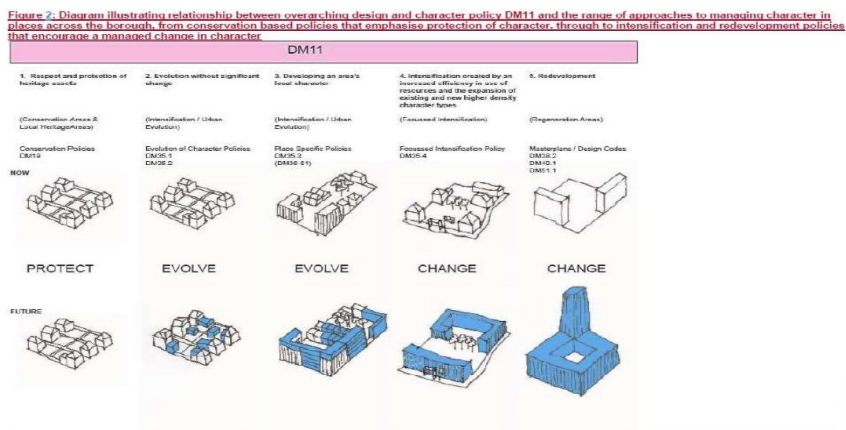 Figure 2: Diagram illustrating relationship between overarching design and character policy DM11 and the range of approaches to managing character in
places across the borough, from conservation based policies that emphasise protection of character, through to intensification and redevelopment policies
that encourage a managed change in character
DM11
1. Respect and protection of
heritage assets
(Conservation Areas &
Local Heritage Areas)
Conservation Policies
DM19
2. Evolution without significant
change
(Intensification / Urban
Evolution)
Evolution of Character Policies
DM35.1
DM35.2
3. Developing an area's
local character
(Intensification / Urban
Evolution)
Place Specific Policies
DM35.3
4. Intensification created by an
increased efficiency in use of
resources and the expansion of
existing and new higher density
character types
(Focussed Intensification)
Focussed Intensification Policy
DM35.4
5. Redevelopment
(Regeneration Areas)
Masterplans / Design Codes
NOW
PROTECT
EVOLVE
EVOLVE
CHANGE
CHANGE
FUTURE